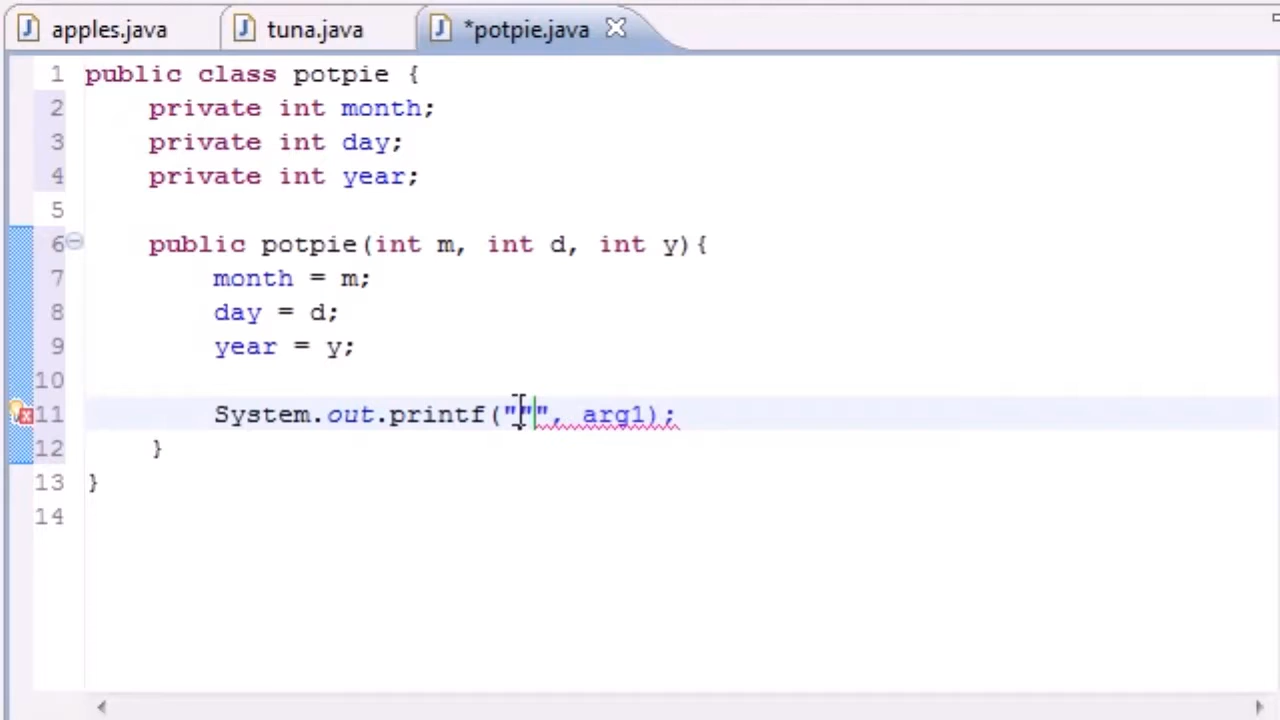 apples.java tuna.java *potpie.java
1 public class potpie {
2 private int month;
3 private int day;
4 private int year;
5
6 public potpie(int m, int d, int y){
7 month = m;
8 day = d;
9 year = y;
10
11 System.out.printf(""", arg1);
12 }
13 }
14